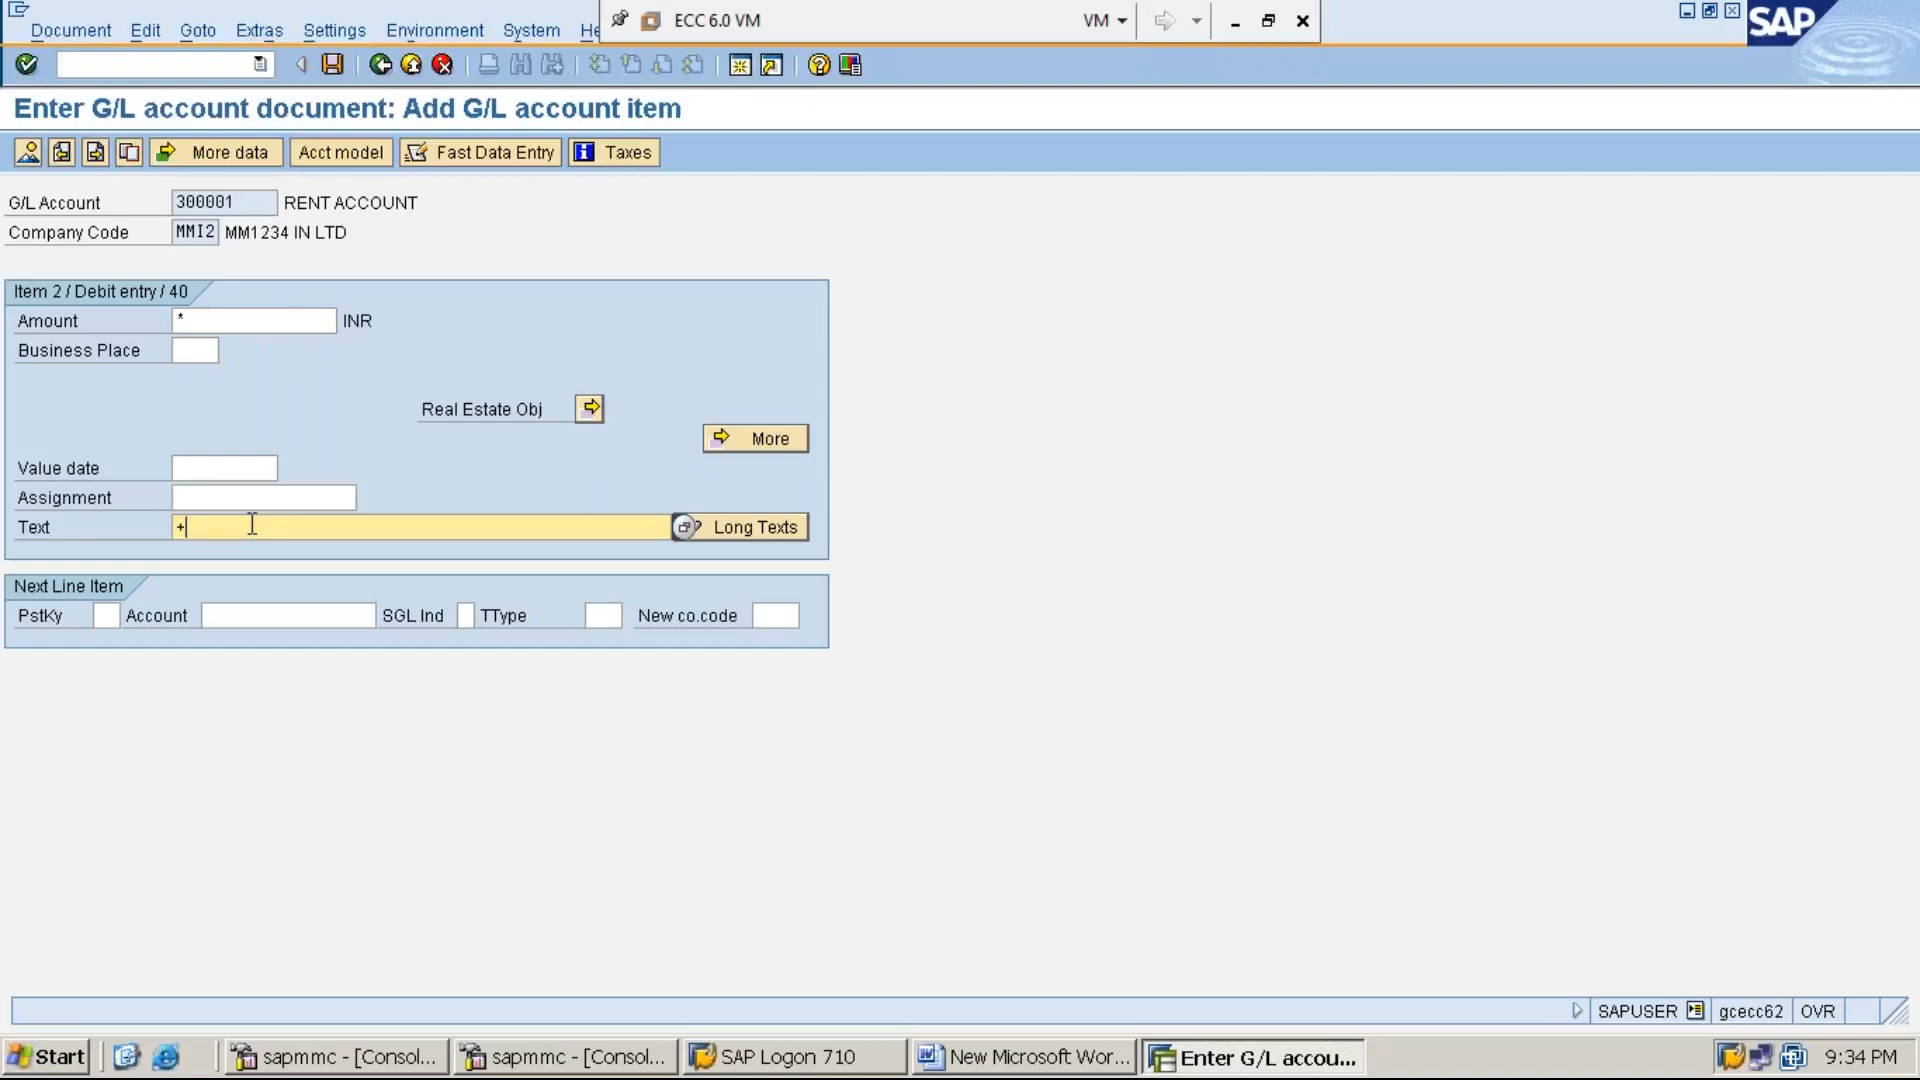 Document Edit Goto Extras Settings Environment System He
ECC 6.0 VM
VM
SAP
Enter G/L account document: Add G/L account item
More data Acct model Fast Data Entry Taxes
G/L Account 300001 RENT ACCOUNT
Company Code MMI2 MM1234 IN LTD
Item 2 / Debit entry / 40
Amount * INR
Business Place
Real Estate Obj
More
Value date
Assignment
Text + Long Texts
Next Line Item
PstKy Account SGL Ind TType New co.code
SAPUSER gcecc62 OVR
Start sapmmc - [Consol... sapmmc - [Consol... SAP Logon 710 New Microsoft Wor... Enter G/L accou... 9:34 PM